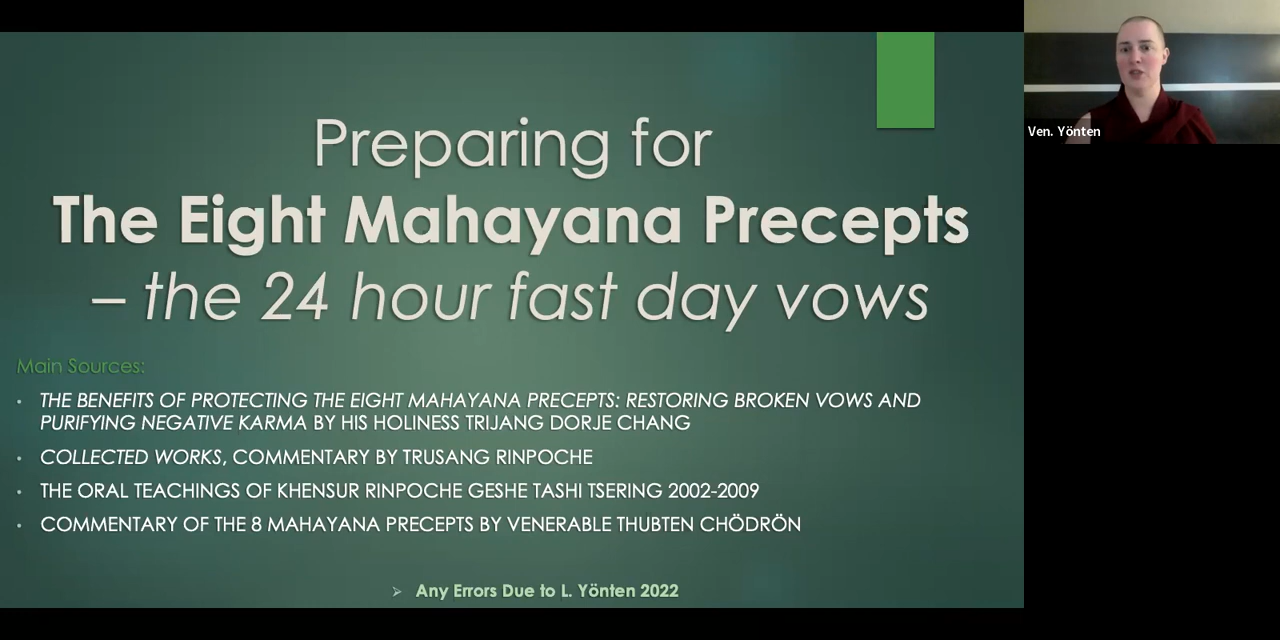 Preparing for
The Eight Mahayana Precepts
– the 24 hour fast day vows
Main Sources:
• THE BENEFITS OF PROTECTING THE EIGHT MAHAYANA PRECEPTS: RESTORING BROKEN VOWS AND
PURIFYING NEGATIVE KARMA BY HIS HOLINESS TRIJANG DORJE CHANG
• COLLECTED WORKS, COMMENTARY BY TRUSANG RINPOCHE
• THE ORAL TEACHINGS OF KHENSUR RINPOCHE GESHE TASHI TSERING 2002-2009
• COMMENTARY OF THE 8 MAHAYANA PRECEPTS BY VENERABLE THUBTEN CHÖDRÖN
➢ Any Errors Due to L. Yönten 2022
Ven. Yönten